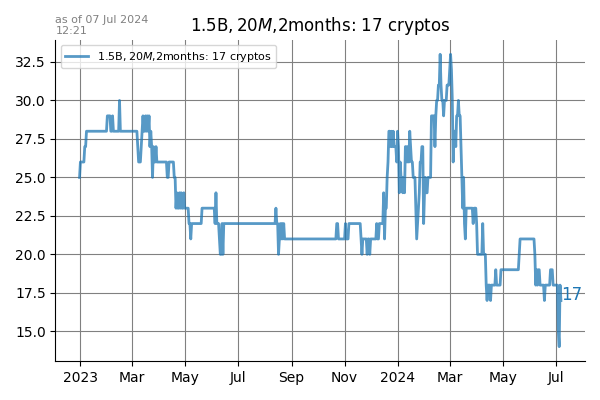 as of 07 Jul 2024
12:21
1.5B, 20M,2months: 17 cryptos
1.5B, 20M,2months: 17 cryptos
32.5
30.0
27.5
25.0
22.5
20.0
17.5
15.0
17
2023 Mar May Jul Sep Nov 2024 Mar May Jul